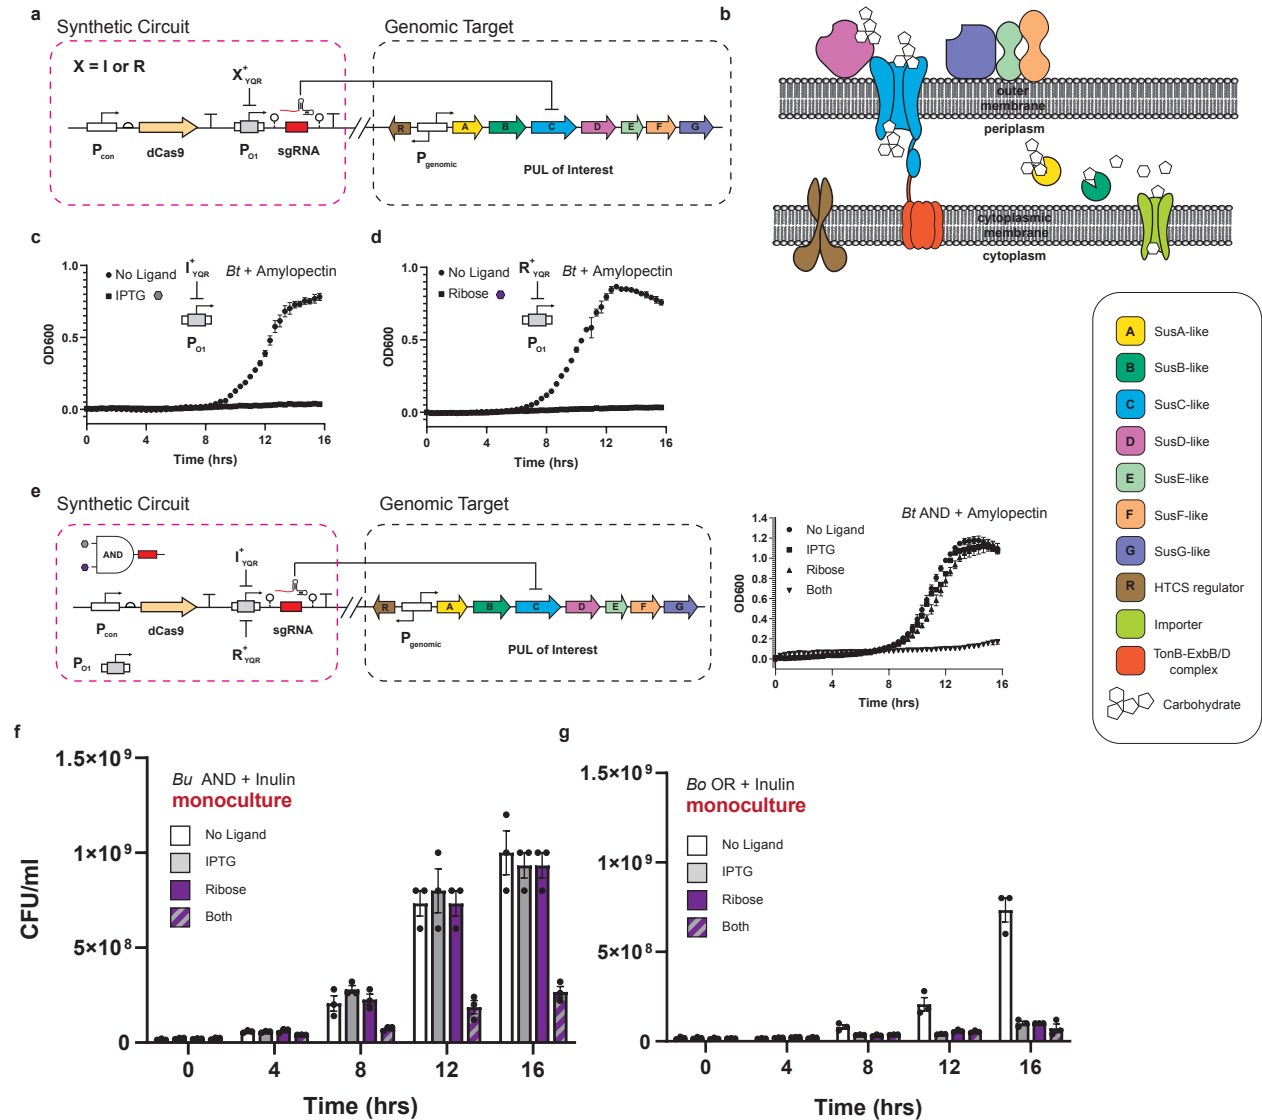 a
Synthetic Circuit
Genomic Target
X = I or R
X+YQR
Pcon
dCas9
PO1
sgRNA
R
A
B
C
D
E
F
G
Pgenomic
PUL of Interest
b
outer
membrane
periplasm
cytoplasmic
membrane
cytoplasm
c
1.0
0.5
0.0
OD600
No Ligand
IPTG
I+YQR
PO1
Bt + Amylopectin
0
4
8
12
16
Time (hrs)
d
1.0
0.5
0.0
OD600
No Ligand
Ribose
R+YQR
PO1
Bt + Amylopectin
0
4
8
12
16
Time (hrs)
A SusA-like
B SusB-like
C SusC-like
D SusD-like
E SusE-like
F SusF-like
G SusG-like
R HTCS regulator
Importer
TonB-ExbB/D
complex
Carbohydrate
e
Synthetic Circuit
Genomic Target
AND
I+YQR
Pcon
dCas9
sgRNA
PO1
R+YQR
R
A
B
C
D
E
F
G
Pgenomic
PUL of Interest
Bt AND + Amylopectin
1.4
1.2
1.0
0.8
0.6
0.4
0.2
0.0
OD600
No Ligand
IPTG
Ribose
Both
0
4
8
12
16
Time (hrs)
f
1.5×10⁹
1×10⁹
5×10⁸
0
CFU/ml
Bu AND + Inulin
monoculture
No Ligand
IPTG
Ribose
Both
0
4
8
12
16
Time (hrs)
g
1.5×10⁹
1×10⁹
5×10⁸
0
Bo OR + Inulin
monoculture
No Ligand
IPTG
Ribose
Both
0
4
8
12
16
Time (hrs)